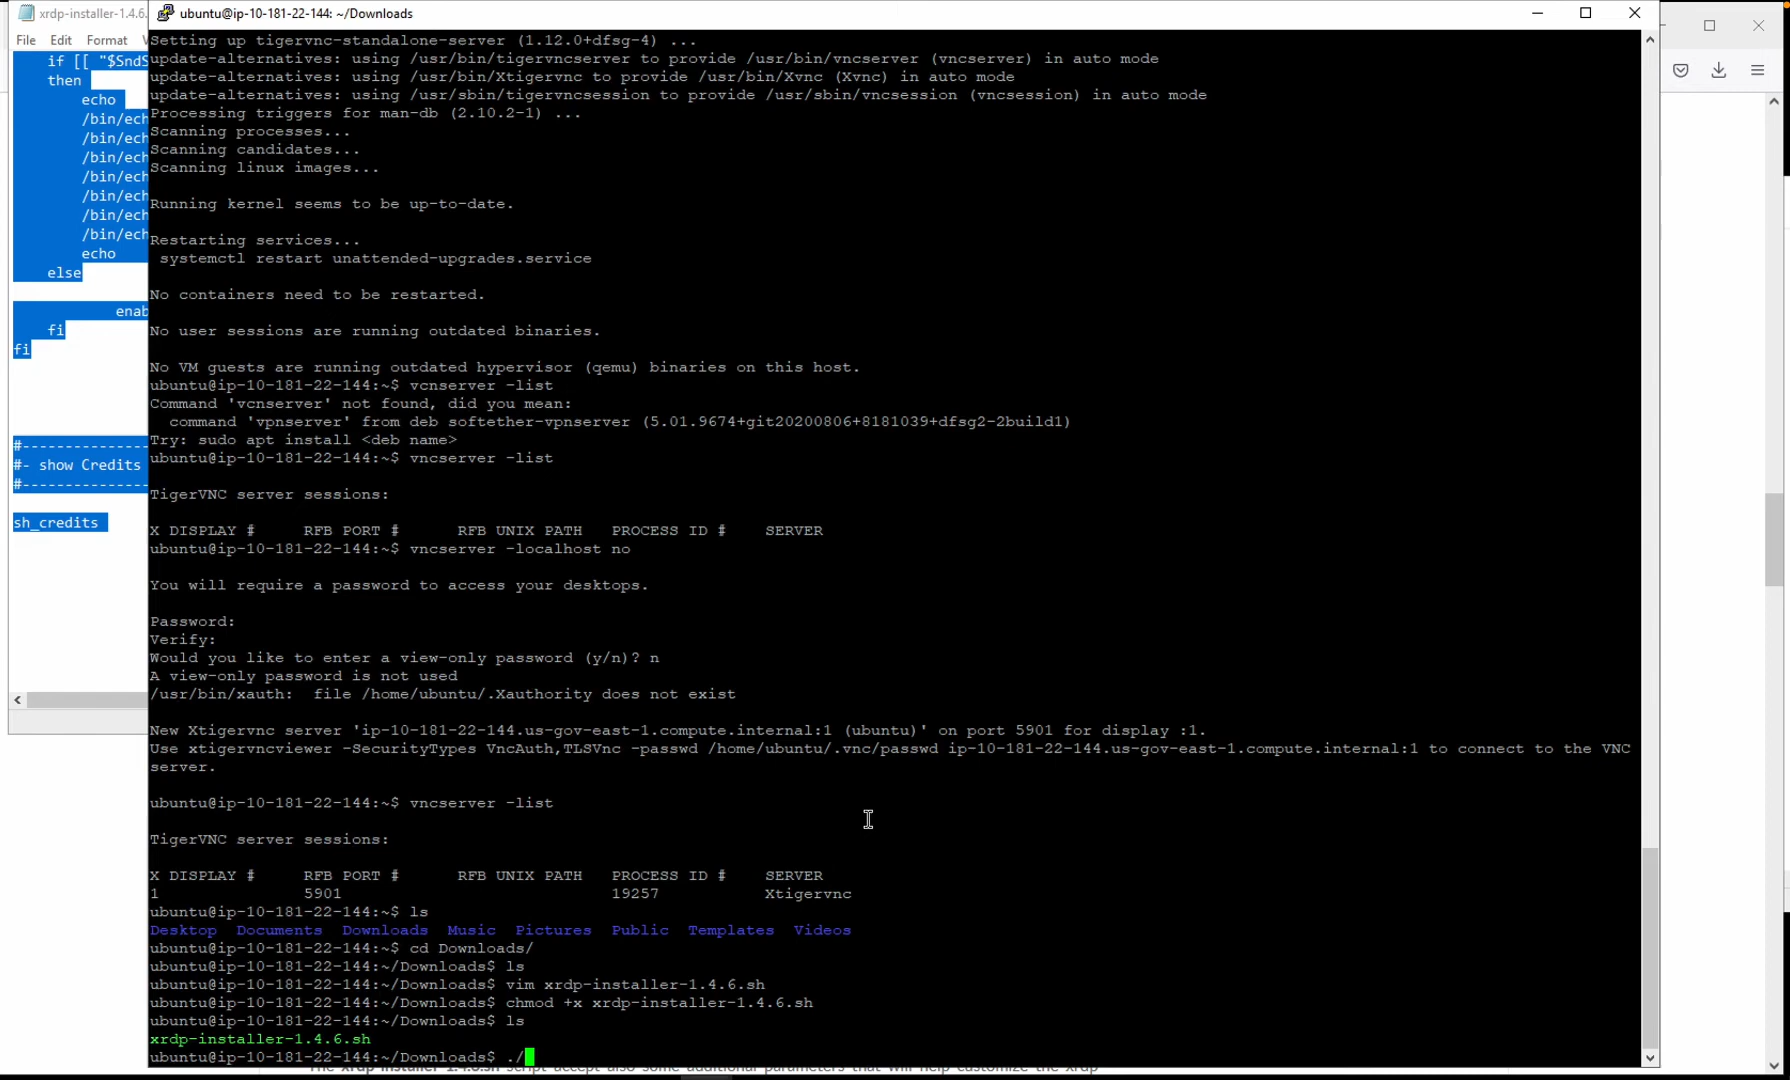 xrdp-installer-1.4.6.
File Edit Format
if [[ "$Snd
then
echo
/bin/ech
/bin/ech
/bin/ech
/bin/ech
/bin/ech
/bin/ech
/bin/ech
echo
else
enab
fi
fi
#---------------
#- show Credits
#---------------
sh_credits
ubuntu@ip-10-181-22-144: ~/Downloads
Setting up tigervnc-standalone-server (1.12.0+dfsg-4) ...
update-alternatives: using /usr/bin/tigervncserver to provide /usr/bin/vncserver (vncserver) in auto mode
update-alternatives: using /usr/bin/Xtigervnc to provide /usr/bin/Xvnc (Xvnc) in auto mode
update-alternatives: using /usr/sbin/tigervncsession to provide /usr/sbin/vncsession (vncsession) in auto mode
Processing triggers for man-db (2.10.2-1) ...
Scanning processes...
Scanning candidates...
Scanning linux images...
Running kernel seems to be up-to-date.
Restarting services...
systemctl restart unattended-upgrades.service
No containers need to be restarted.
No user sessions are running outdated binaries.
No VM guests are running outdated hypervisor (qemu) binaries on this host.
ubuntu@ip-10-181-22-144:~$ vcnserver -list
Command 'vcnserver' not found, did you mean:
command 'vpnserver' from deb softether-vpnserver (5.01.9674+git20200806+8181039+dfsg2-2build1)
Try: sudo apt install <deb name>
ubuntu@ip-10-181-22-144:~$ vncserver -list
TigerVNC server sessions:
X DISPLAY # RFB PORT # RFB UNIX PATH PROCESS ID # SERVER
ubuntu@ip-10-181-22-144:~$ vncserver -localhost no
You will require a password to access your desktops.
Password:
Verify:
Would you like to enter a view-only password (y/n)? n
A view-only password is not used
/usr/bin/xauth: file /home/ubuntu/.Xauthority does not exist
New Xtigervnc server 'ip-10-181-22-144.us-gov-east-1.compute.internal:1 (ubuntu)' on port 5901 for display :1.
Use xtigervncviewer -SecurityTypes VncAuth,TLSVnc -passwd /home/ubuntu/.vnc/passwd ip-10-181-22-144.us-gov-east-1.compute.internal:1 to connect to the VNC
server.
ubuntu@ip-10-181-22-144:~$ vncserver -list
TigerVNC server sessions:
X DISPLAY # RFB PORT # RFB UNIX PATH PROCESS ID # SERVER
1 5901 19257 Xtigervnc
ubuntu@ip-10-181-22-144:~$ ls
Desktop Documents Downloads Music Pictures Public Templates Videos
ubuntu@ip-10-181-22-144:~$ cd Downloads/
ubuntu@ip-10-181-22-144:~/Downloads$ ls
ubuntu@ip-10-181-22-144:~/Downloads$ vim xrdp-installer-1.4.6.sh
ubuntu@ip-10-181-22-144:~/Downloads$ chmod +x xrdp-installer-1.4.6.sh
ubuntu@ip-10-181-22-144:~/Downloads$ ls
xrdp-installer-1.4.6.sh
ubuntu@ip-10-181-22-144:~/Downloads$ ./
The xrdp-installer-1.4.6.sh script accept also some additional parameters that will help customize the xrdp